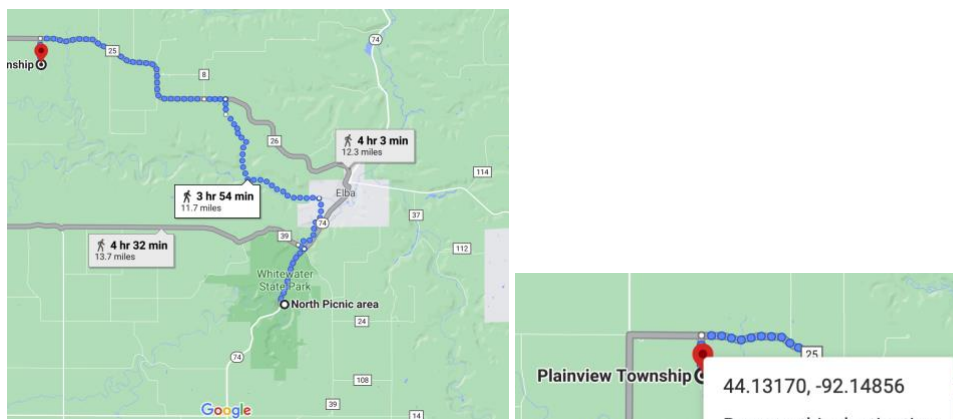 74
25
nship
8
26
4 hr 3 min
12.3 miles
114
3 hr 54 min
11.7 miles
Elba
37
74
39
112
4 hr 32 min
13.7 miles
Whitewater
State Park
North Picnic area
24
74
108
39
14
Google
25
Plainview Township
44.13170, -92.14856